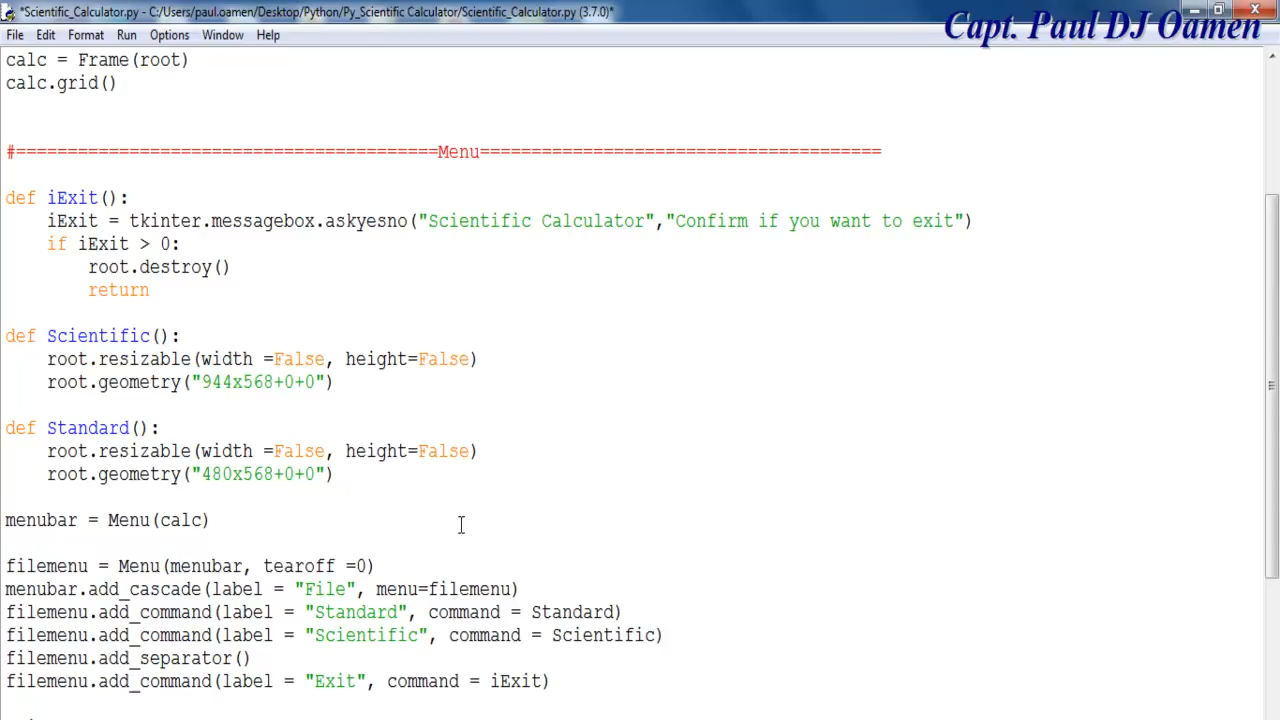 *Scientific_Calculator.py - C:/Users/paul.oamen/Desktop/Python/Py_Scientific Calculator/Scientific_Calculator.py (3.7.0)*
Capt. Paul DJ Oamen
File Edit Format Run Options Window Help
calc = Frame(root)
calc.grid()
#=========================================Menu=======================================
def iExit():
    iExit = tkinter.messagebox.askyesno("Scientific Calculator","Confirm if you want to exit")
    if iExit > 0:
        root.destroy()
        return
def Scientific():
    root.resizable(width =False, height=False)
    root.geometry("944x568+0+0")
def Standard():
    root.resizable(width =False, height=False)
    root.geometry("480x568+0+0")
menubar = Menu(calc)
filemenu = Menu(menubar, tearoff =0)
menubar.add_cascade(label = "File", menu=filemenu)
filemenu.add_command(label = "Standard", command = Standard)
filemenu.add_command(label = "Scientific", command = Scientific)
filemenu.add_separator()
filemenu.add_command(label = "Exit", command = iExit)